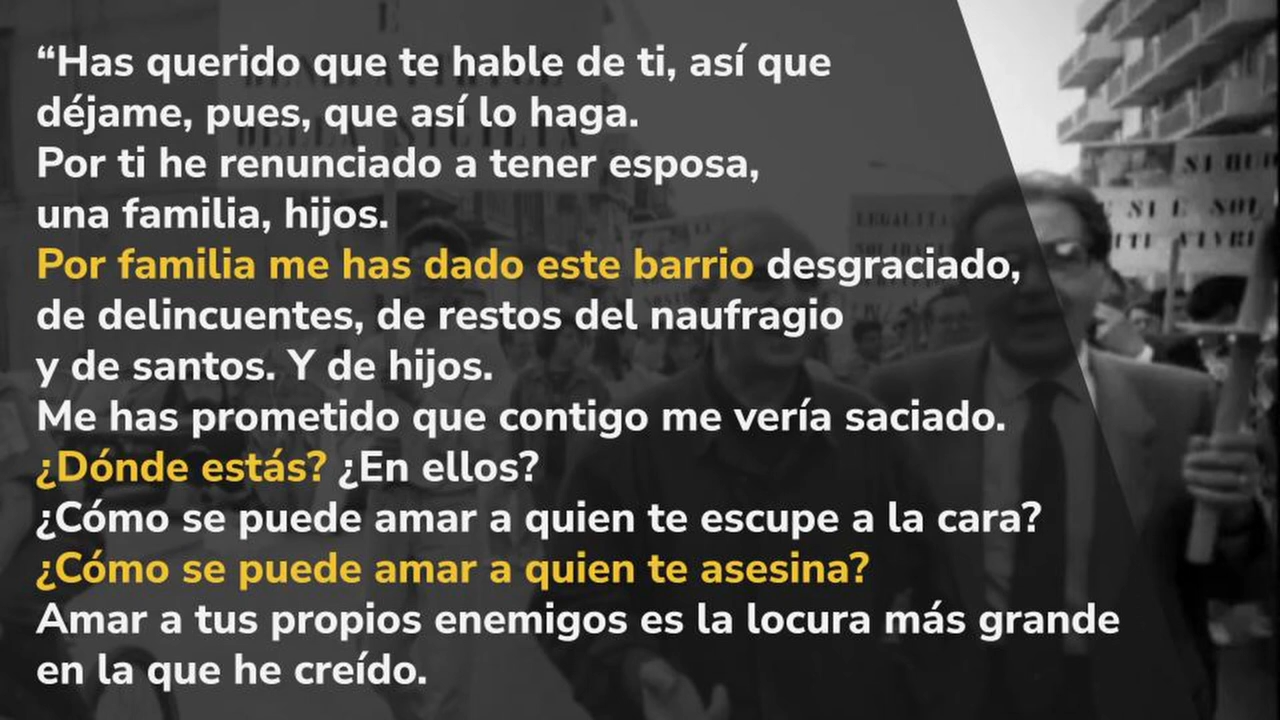 “Has querido que te hable de ti, así que
déjame, pues, que así lo haga.
Por ti he renunciado a tener esposa,
una familia, hijos.
Por familia me has dado este barrio desgraciado,
de delincuentes, de restos del naufragio
y de santos. Y de hijos.
Me has prometido que contigo me vería saciado.
¿Dónde estás? ¿En ellos?
¿Cómo se puede amar a quien te escupe a la cara?
¿Cómo se puede amar a quien te asesina?
Amar a tus propios enemigos es la locura más grande
en la que he creído.
E
LEGALITA